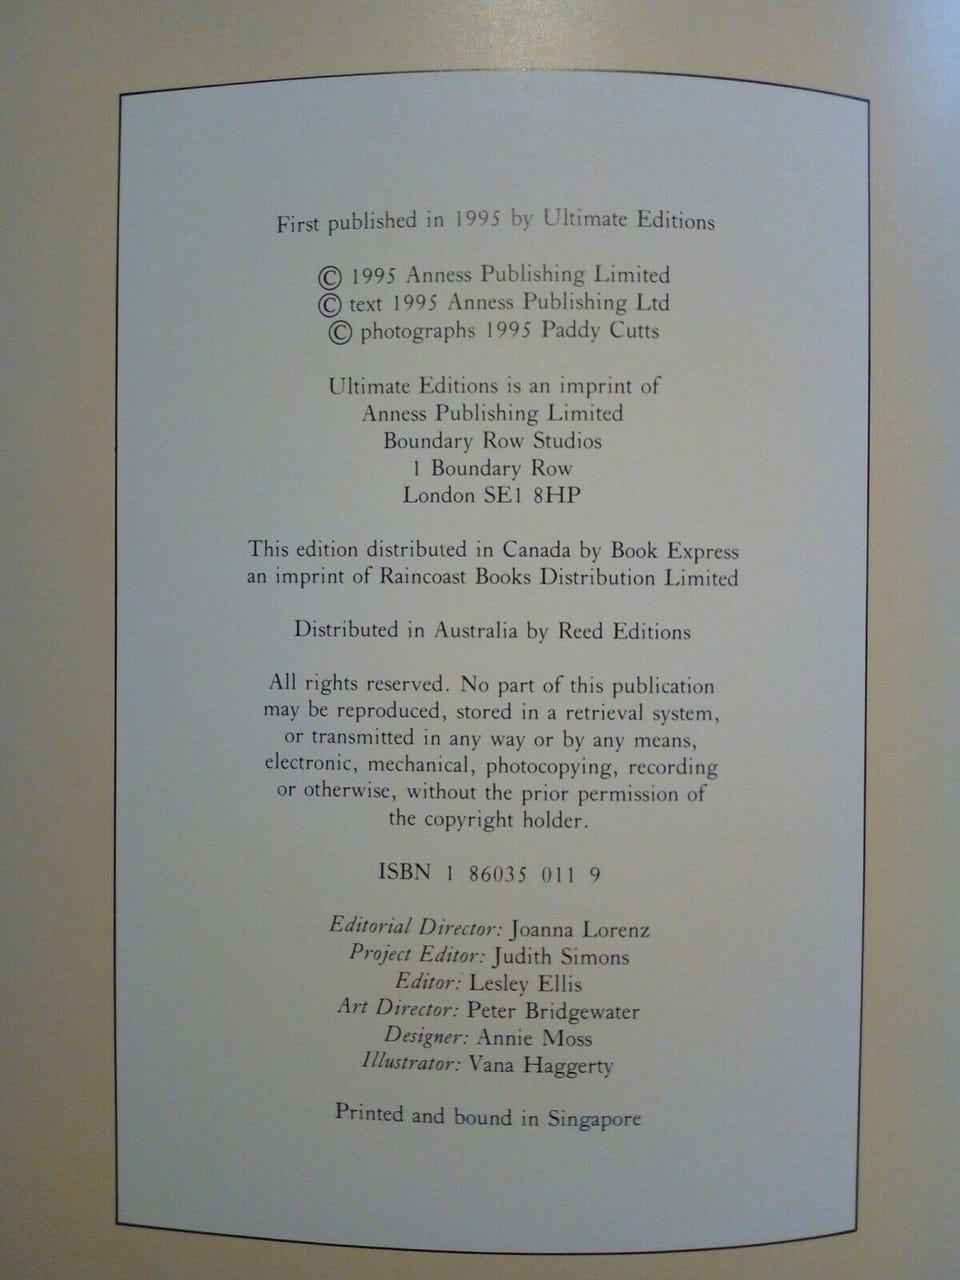 First published in 1995 by Ultimate Editions
© 1995 Anness Publishing Limited
© text 1995 Anness Publishing Ltd
© photographs 1995 Paddy Cutts
Ultimate Editions is an imprint of
Anness Publishing Limited
Boundary Row Studios
1 Boundary Row
London SE1 8HP
This edition distributed in Canada by Book Express
an imprint of Raincoast Books Distribution Limited
Distributed in Australia by Reed Editions
All rights reserved. No part of this publication
may be reproduced, stored in a retrieval system,
or transmitted in any way or by any means,
electronic, mechanical, photocopying, recording
or otherwise, without the prior permission of
the copyright holder.
ISBN 1 86035 011 9
Editorial Director: Joanna Lorenz
Project Editor: Judith Simons
Editor: Lesley Ellis
Art Director: Peter Bridgewater
Designer: Annie Moss
Illustrator: Vana Haggerty
Printed and bound in Singapore